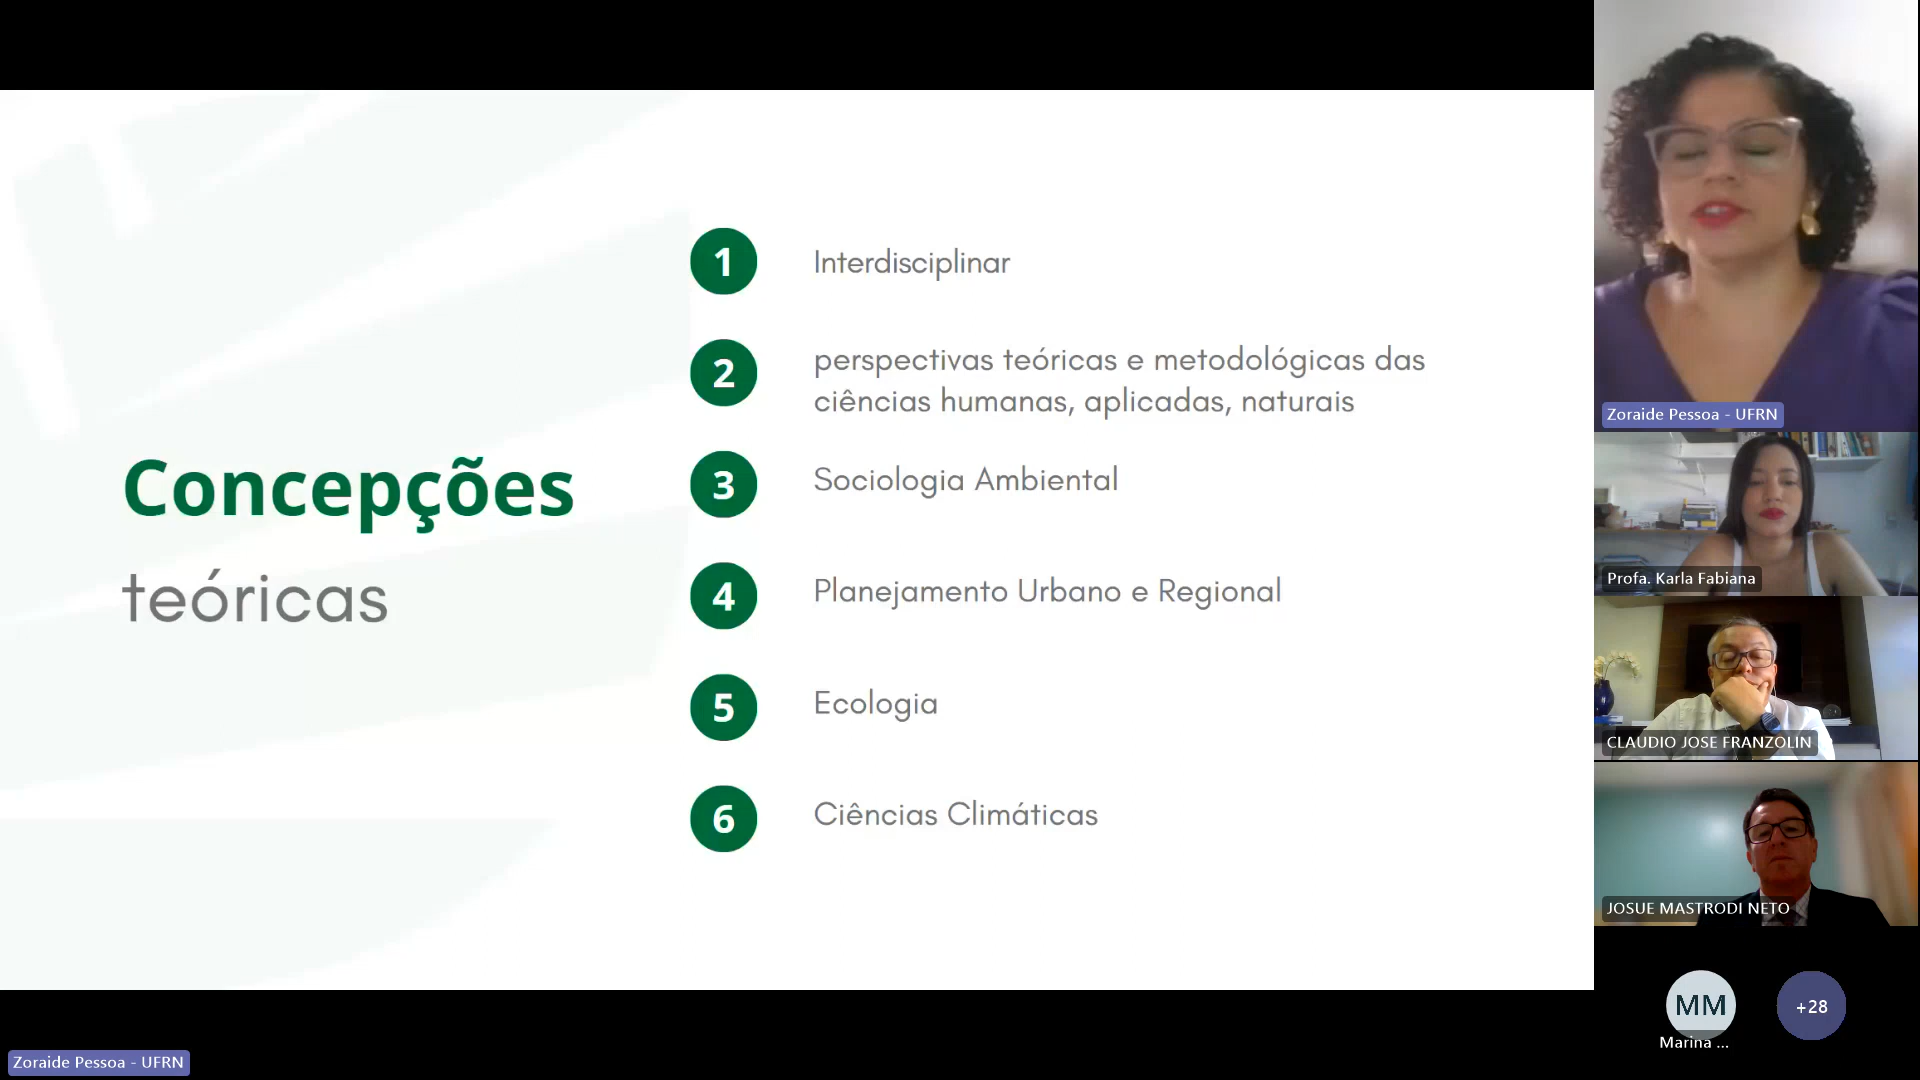 Concepções
teóricas
1
Interdisciplinar
2
perspectivas teóricas e metodológicas das
ciências humanas, aplicadas, naturais
3
Sociologia Ambiental
4
Planejamento Urbano e Regional
5
Ecologia
6
Ciências Climáticas
Zoraide Pessoa - UFRN
Profa. Karla Fabiana
CLAUDIO JOSE FRANZOLIN
JOSUE MASTRODI NETO
MM
+28
Marina ...
Zoraide Pessoa - UFRN